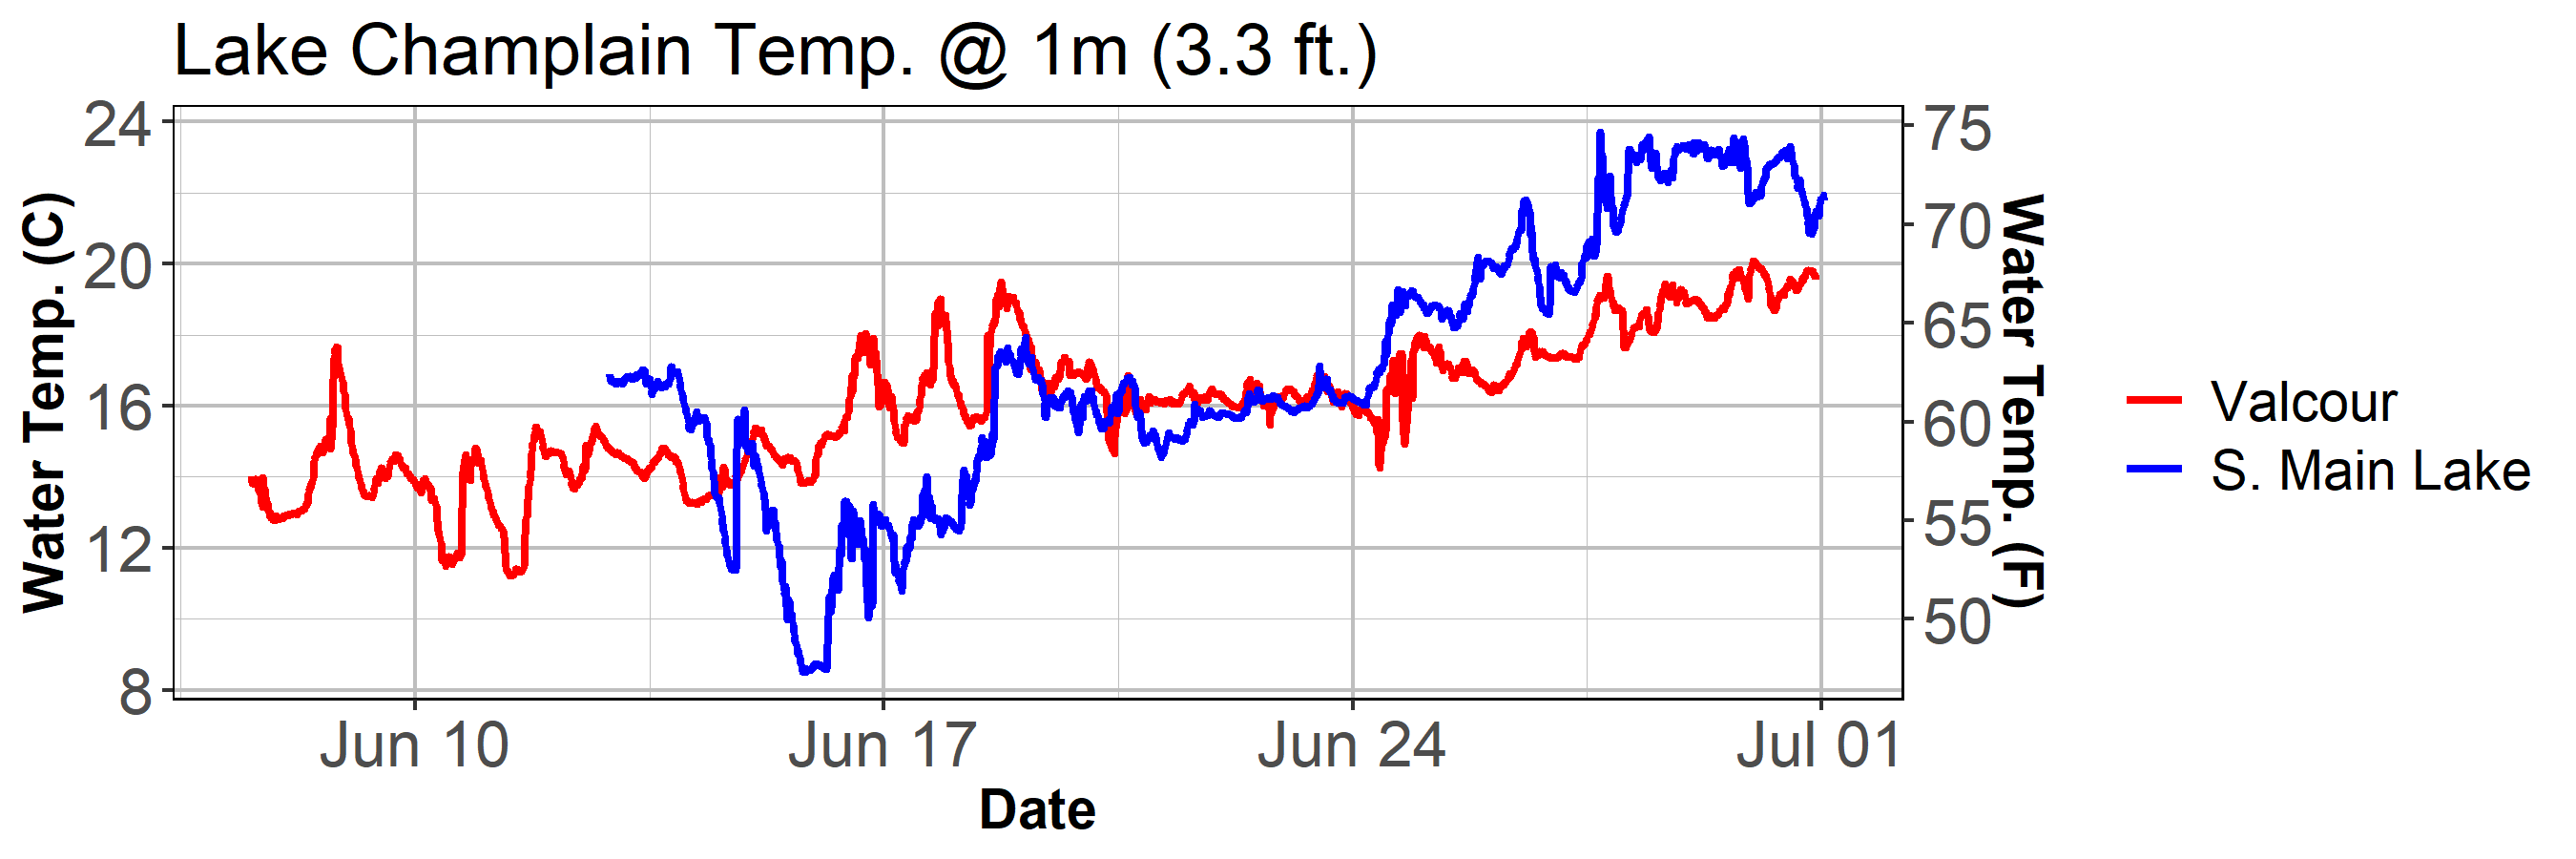 Lake Champlain Temp. @ 1m (3.3 ft.)
Water Temp. (C)
24
20
16
12
8
75
70
65
60
55
50
Water Temp. (F)
Jun 10
Jun 17
Jun 24
Jul 01
Date
Valcour
S. Main Lake